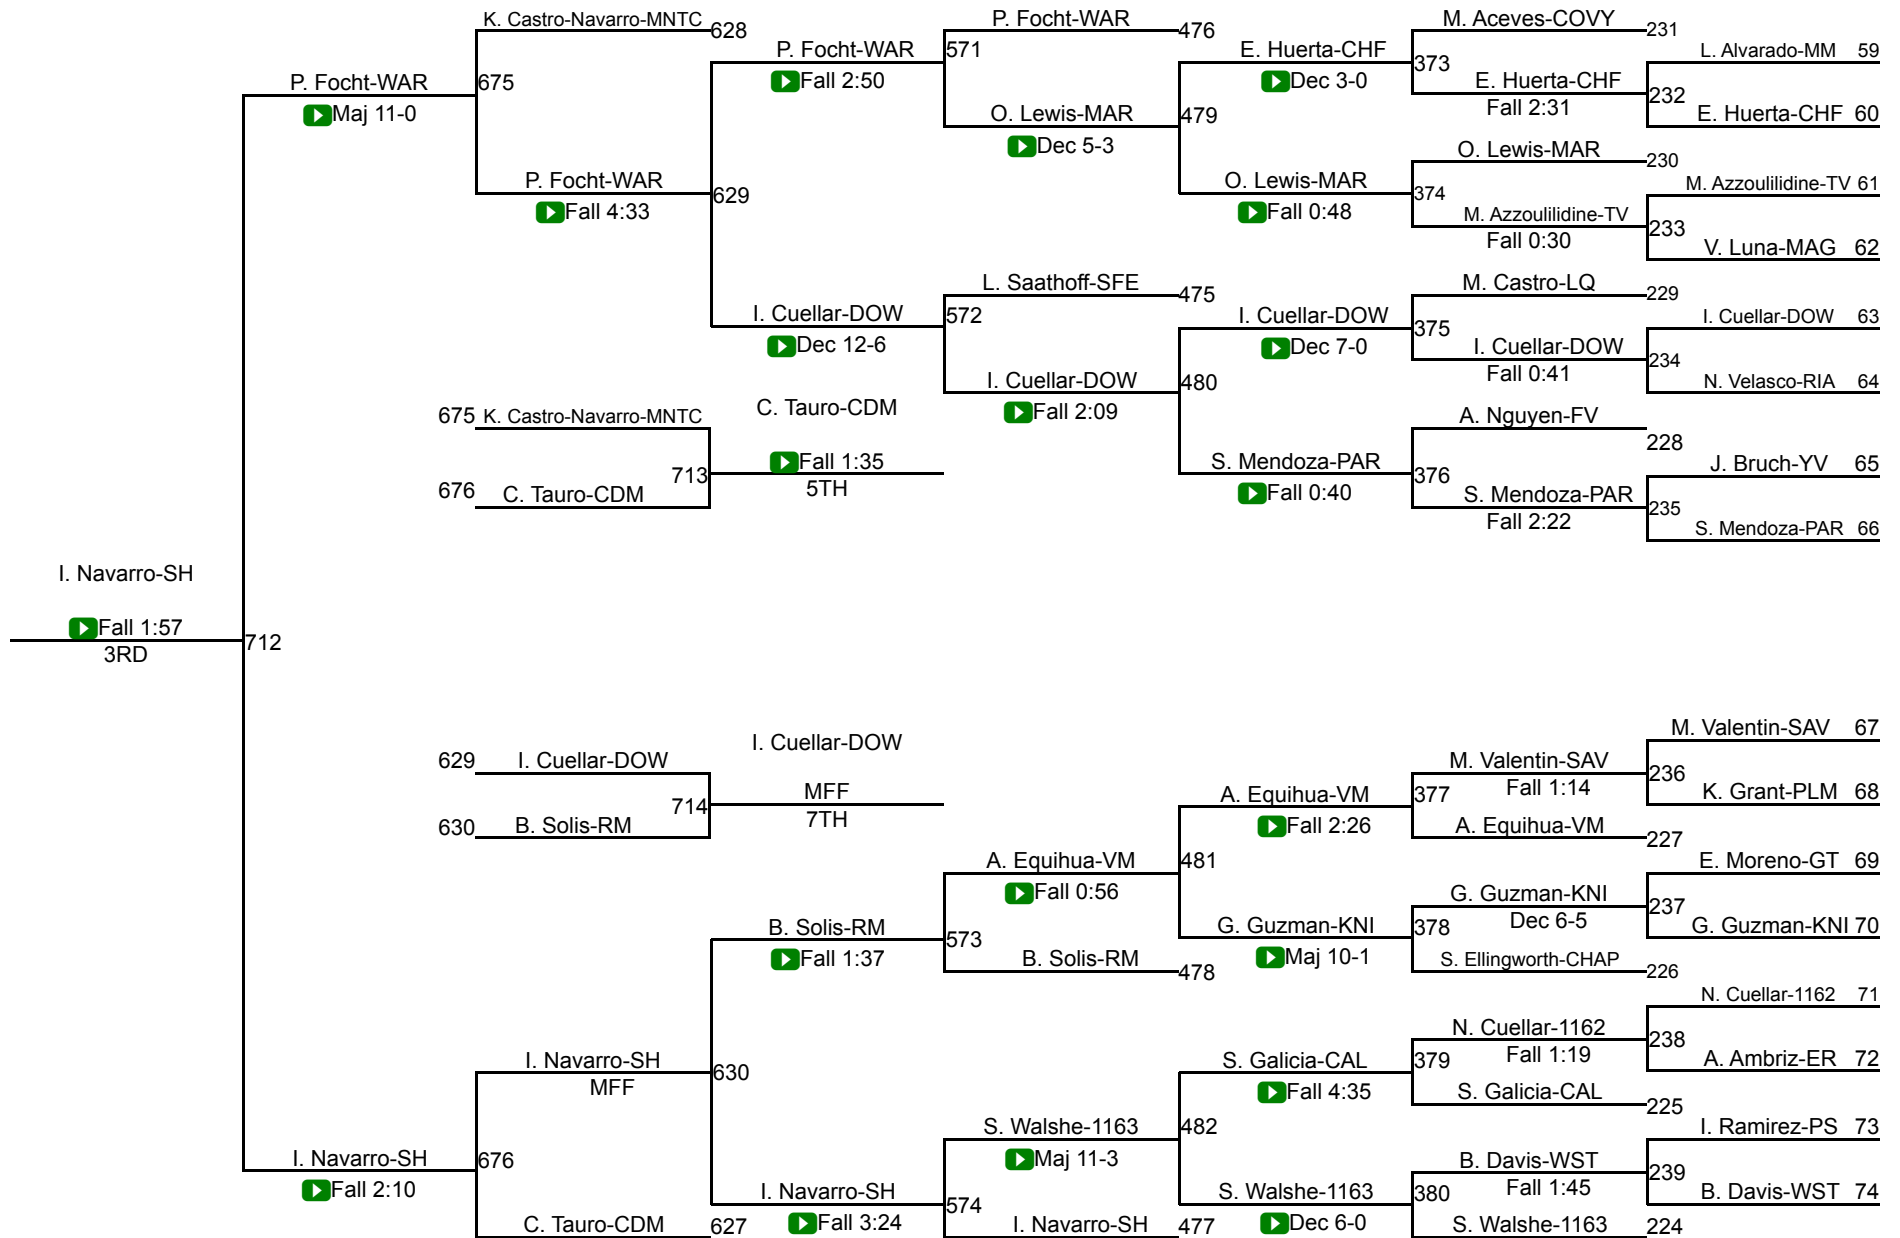 K. Castro-Navarro-MNTC
628
P. Focht-WAR
476
M. Aceves-COVY
231
P. Focht-WAR
571
E. Huerta-CHF
L. Alvarado-MM 59
P. Focht-WAR
675
Fall 2:50
Dec 3-0
373
E. Huerta-CHF
Fall 2:31
232
Maj 11-0
O. Lewis-MAR
479
E. Huerta-CHF 60
Dec 5-3
O. Lewis-MAR
230
P. Focht-WAR
O. Lewis-MAR
M. Azzoulilidine-TV 61
629
374
Fall 4:33
Fall 0:48
M. Azzoulilidine-TV
233
Fall 0:30
V. Luna-MAG 62
L. Saathoff-SFE
475
M. Castro-LQ
229
I. Cuellar-DOW
572
I. Cuellar-DOW
375
I. Cuellar-DOW 63
Dec 12-6
Dec 7-0
I. Cuellar-DOW
234
Fall 0:41
I. Cuellar-DOW
480
N. Velasco-RIA 64
675 K. Castro-Navarro-MNTC
C. Tauro-CDM
Fall 2:09
A. Nguyen-FV
228
713
Fall 1:35
S. Mendoza-PAR
376
J. Bruch-YV 65
676 C. Tauro-CDM
5TH
Fall 0:40
S. Mendoza-PAR
235
Fall 2:22
S. Mendoza-PAR 66
I. Navarro-SH
Fall 1:57
712
3RD
M. Valentin-SAV 67
629 I. Cuellar-DOW
I. Cuellar-DOW
M. Valentin-SAV
236
714
MFF
A. Equihua-VM
377
Fall 1:14
K. Grant-PLM 68
630 B. Solis-RM
7TH
Fall 2:26
A. Equihua-VM
227
A. Equihua-VM
481
E. Moreno-GT 69
Fall 0:56
G. Guzman-KNI
237
B. Solis-RM
573
G. Guzman-KNI
378
Dec 6-5
G. Guzman-KNI 70
Fall 1:37
B. Solis-RM
478
Maj 10-1
S. Ellingworth-CHAP
226
N. Cuellar-1162 71
N. Cuellar-1162
238
I. Navarro-SH
630
S. Galicia-CAL
379
Fall 1:19
A. Ambriz-ER 72
MFF
Fall 4:35
S. Galicia-CAL
225
S. Walshe-1163
482
I. Ramirez-PS 73
I. Navarro-SH
676
Maj 11-3
B. Davis-WST
239
Fall 2:10
I. Navarro-SH
574
S. Walshe-1163
380
Fall 1:45
B. Davis-WST 74
C. Tauro-CDM
627
Fall 3:24
I. Navarro-SH
477
Dec 6-0
S. Walshe-1163
224